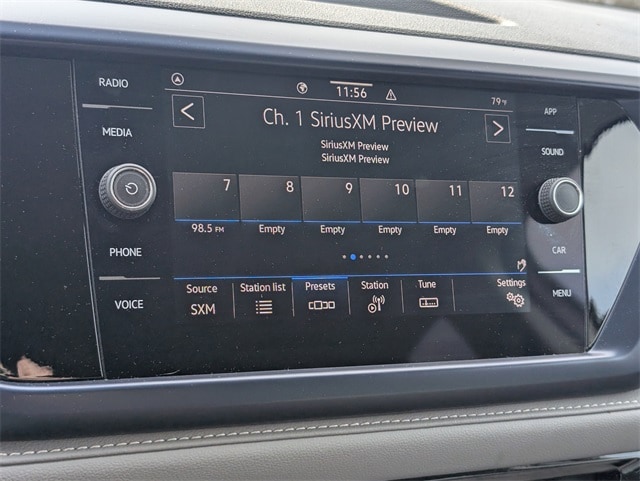 RADIO
MEDIA
PHONE
VOICE
11:56
79°F
Ch. 1 SiriusXM Preview
SiriusXM Preview
SiriusXM Preview
7 8 9 10 11 12
98.5 FM Empty Empty Empty Empty Empty
Source Station list Presets Station Tune Settings
SXM
APP
SOUND
CAR
MENU